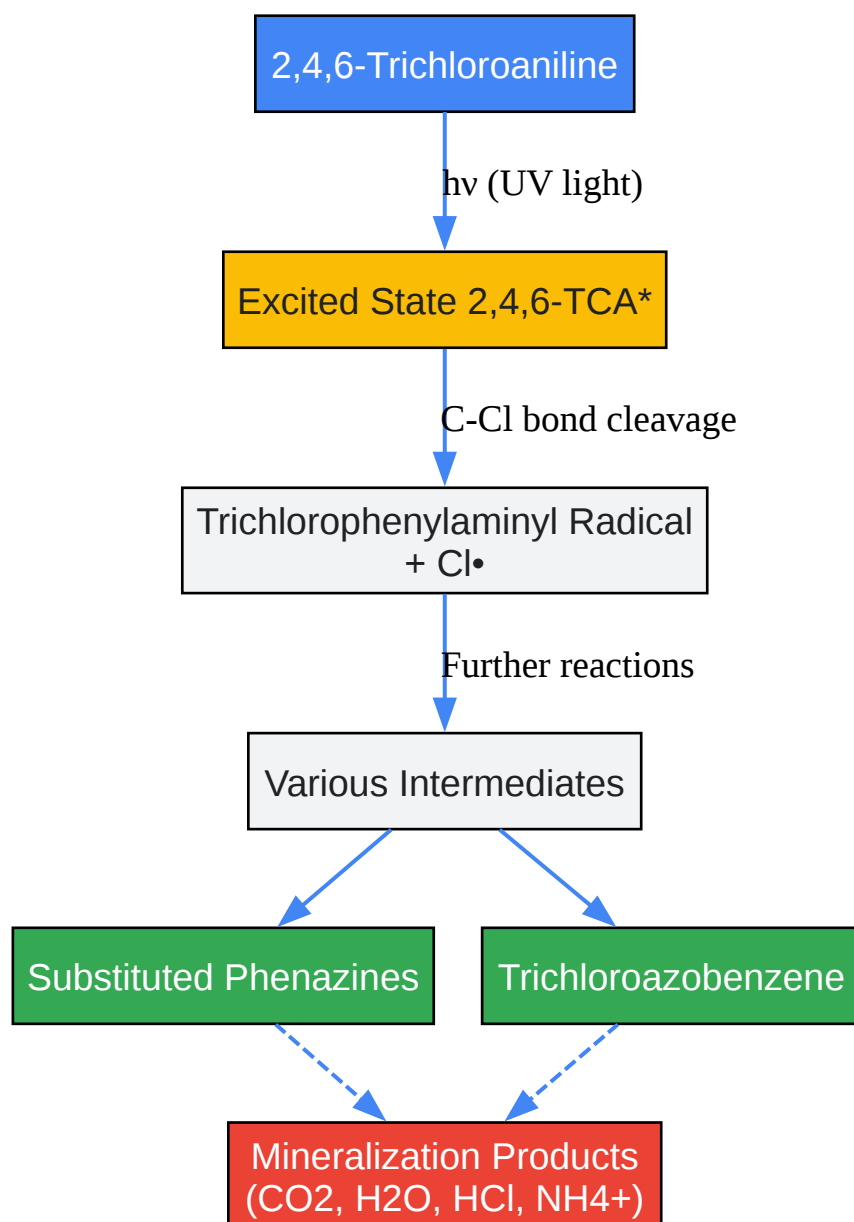 2,4,6-Trichloroaniline
hν (UV light)
Excited State 2,4,6-TCA*
C-Cl bond cleavage
Trichlorophenylaminyl Radical
+ Cl•
Further reactions
Various Intermediates
Substituted Phenazines
Trichloroazobenzene
Mineralization Products
(CO2, H2O, HCl, NH4+)